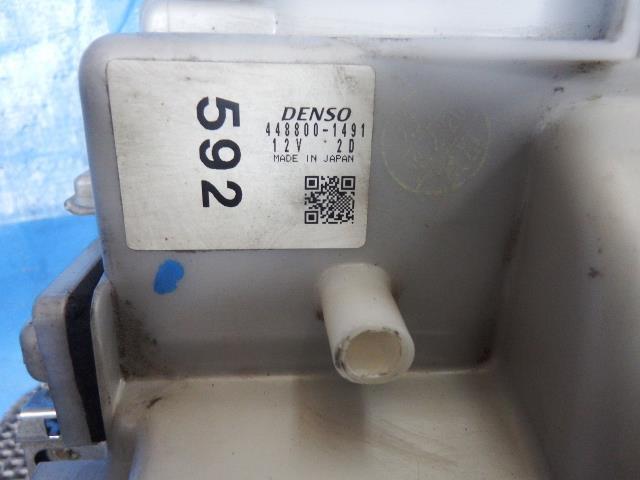 592
DENSO
448800-1491
12V 2D
MADE IN JAPAN